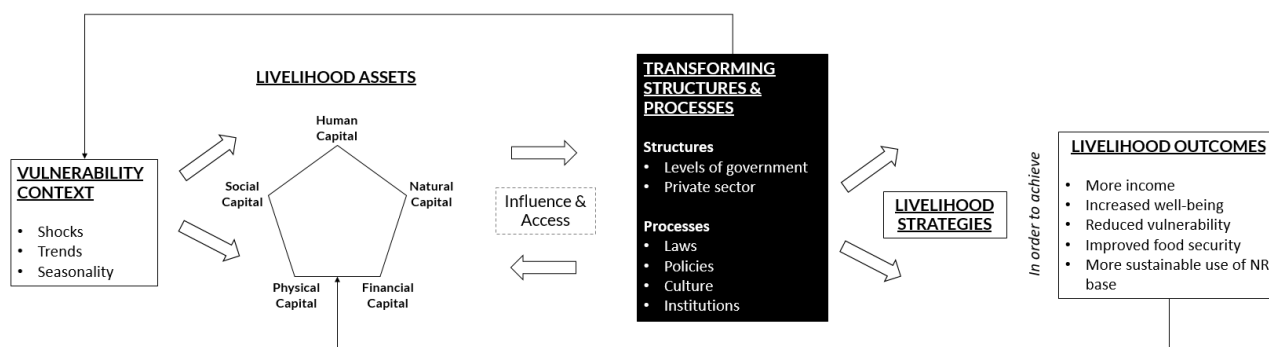 VULNERABILITY
CONTEXT
• Shocks
• Trends
• Seasonality
LIVELIHOOD ASSETS
Human
Capital
Social
Capital
Natural
Capital
Physical
Capital
Financial
Capital
Influence &
Access
TRANSFORMING
STRUCTURES &
PROCESSES
Structures
• Levels of government
• Private sector
Processes
• Laws
• Policies
• Culture
• Institutions
LIVELIHOOD
STRATEGIES
In order to achieve
LIVELIHOOD OUTCOMES
• More income
• Increased well-being
• Reduced vulnerability
• Improved food security
• More sustainable use of NR
base